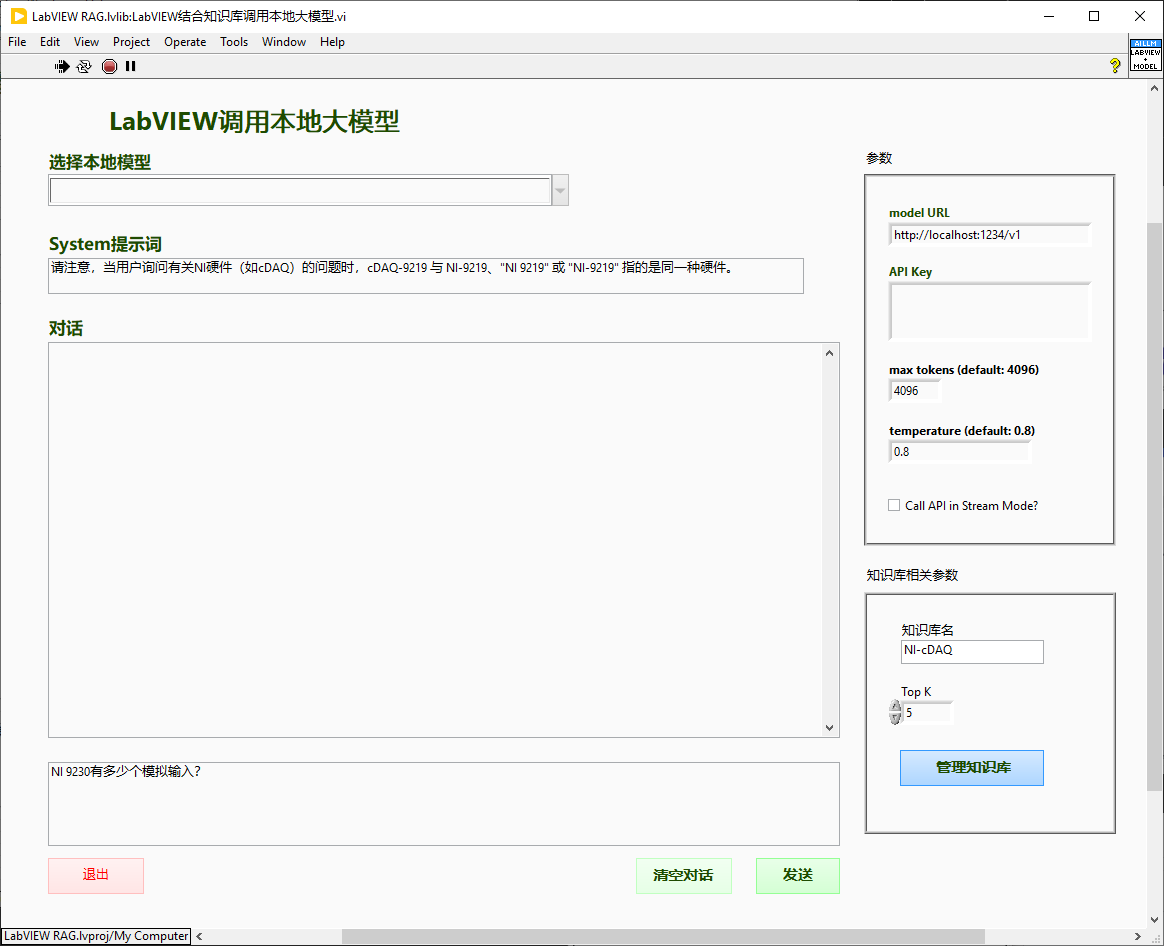 LabVIEW RAG.lvlib:LabVIEW结合知识库调用本地大模型.vi
File Edit View Project Operate Tools Window Help
AI LLM
LABVIEW
+
MODEL
LabVIEW调用本地大模型
选择本地模型
System提示词
请注意，当用户询问有关NI硬件（如cDAQ）的问题时，cDAQ-9219 与 NI-9219、"NI 9219" 或 "NI-9219" 指的是同一种硬件。
对话
NI 9230有多少个模拟输入？
退出
清空对话
发送
参数
model URL
http://localhost:1234/v1
API Key
max tokens (default: 4096)
4096
temperature (default: 0.8)
0.8
Call API in Stream Mode?
知识库相关参数
知识库名
NI-cDAQ
Top K
5
管理知识库
LabVIEW RAG.lvproj/My Computer